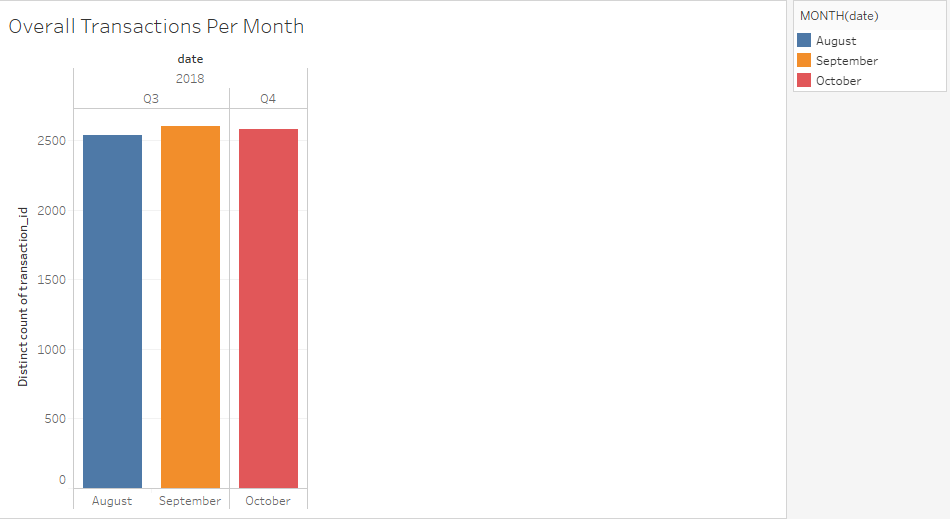 Overall Transactions Per Month
date
2018
Q3 Q4
2500
2000
1500
1000
500
0
Distinct count of transaction_id
August September October
MONTH(date)
August
September
October